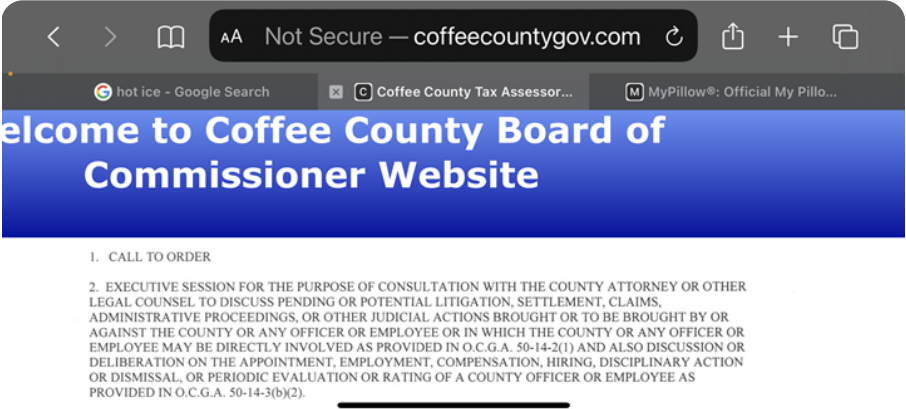 AA Not Secure — coffeecountygov.com
hot ice - Google Search
C Coffee County Tax Assessor...
M MyPillow®: Official My Pillo...
elcome to Coffee County Board of
Commissioner Website
1. CALL TO ORDER
2. EXECUTIVE SESSION FOR THE PURPOSE OF CONSULTATION WITH THE COUNTY ATTORNEY OR OTHER
LEGAL COUNSEL TO DISCUSS PENDING OR POTENTIAL LITIGATION, SETTLEMENT, CLAIMS,
ADMINISTRATIVE PROCEEDINGS, OR OTHER JUDICIAL ACTIONS BROUGHT OR TO BE BROUGHT BY OR
AGAINST THE COUNTY OR ANY OFFICER OR EMPLOYEE OR IN WHICH THE COUNTY OR ANY OFFICER OR
EMPLOYEE MAY BE DIRECTLY INVOLVED AS PROVIDED IN O.C.G.A. 50-14-2(1) AND ALSO DISCUSSION OR
DELIBERATION ON THE APPOINTMENT, EMPLOYMENT, COMPENSATION, HIRING, DISCIPLINARY ACTION
OR DISMISSAL, OR PERIODIC EVALUATION OR RATING OF A COUNTY OFFICER OR EMPLOYEE AS
PROVIDED IN O.C.G.A. 50-14-3(b)(2).